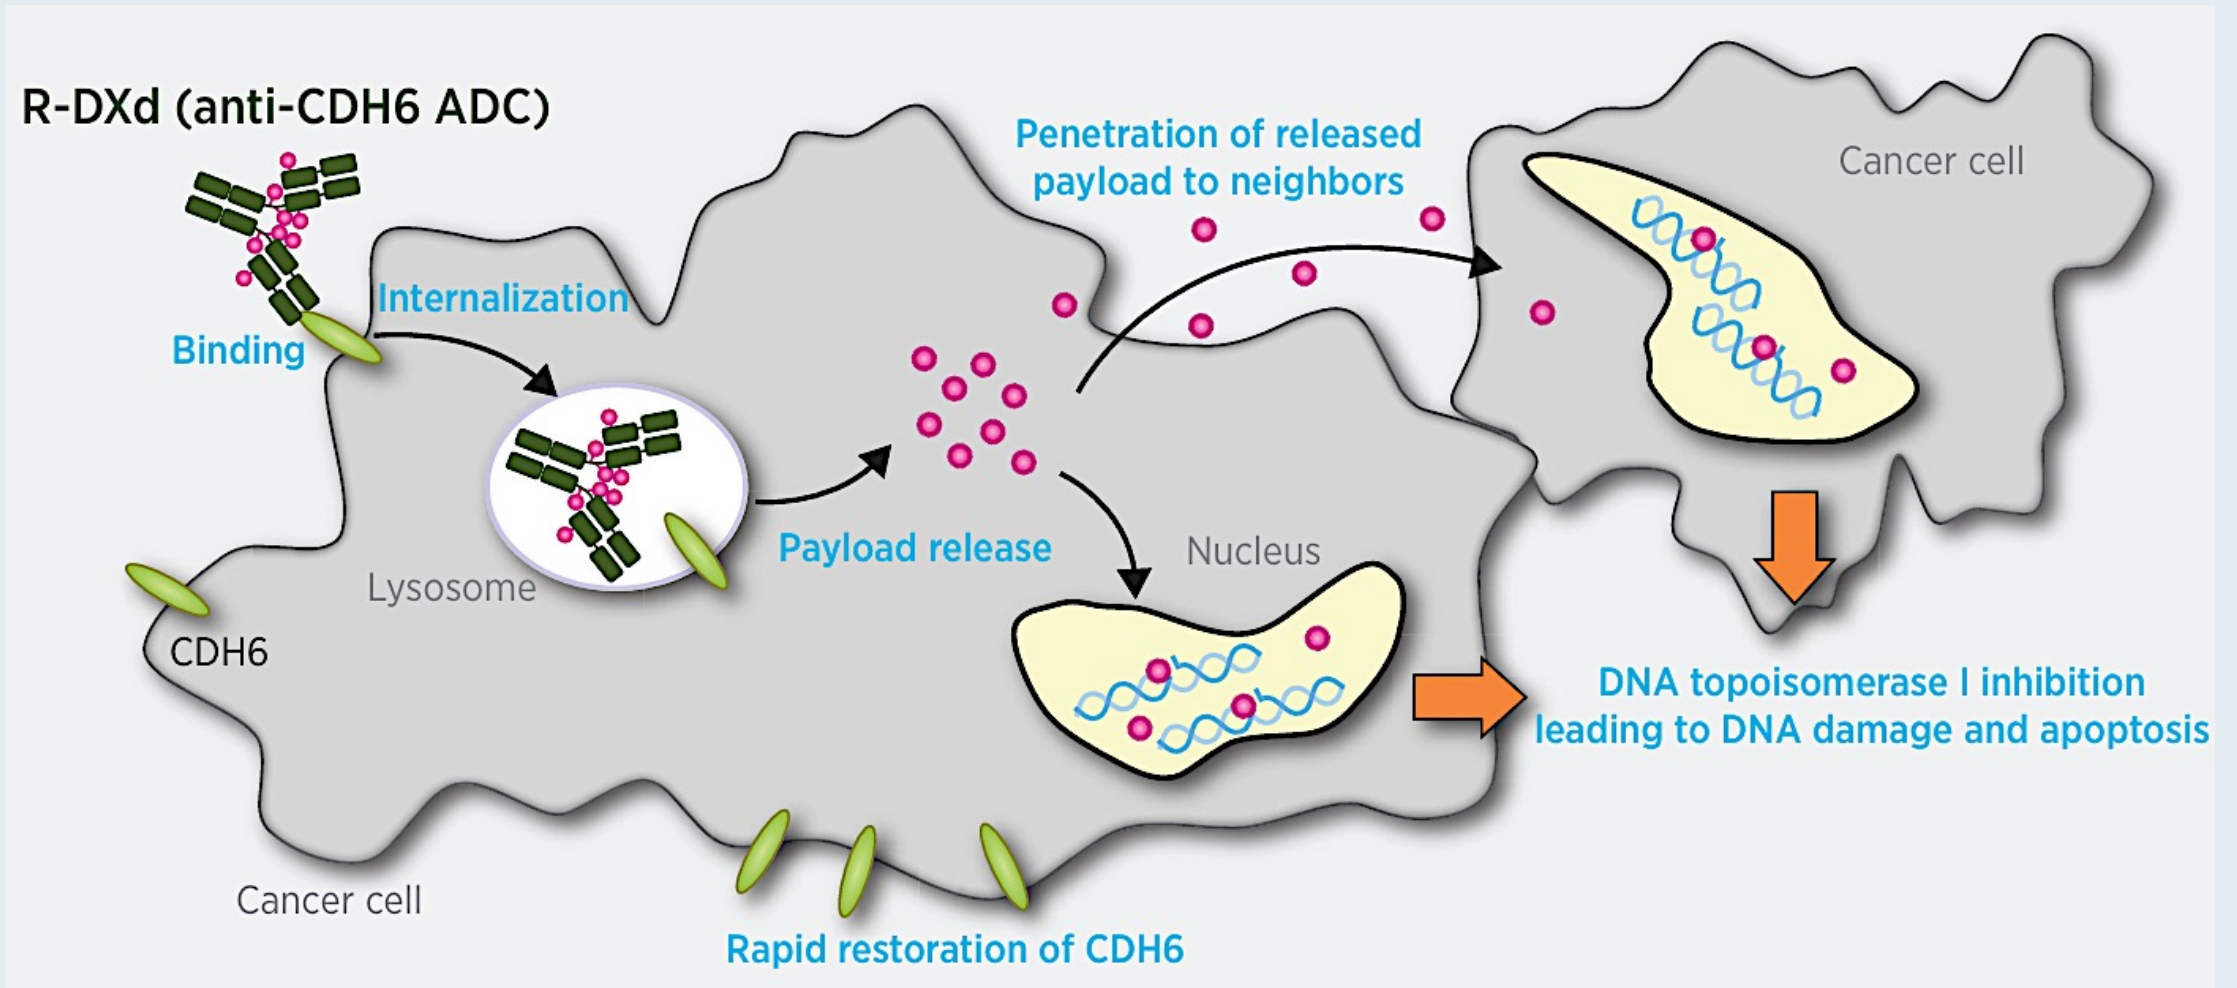 R-DXd (anti-CDH6 ADC)
Binding
Internalization
Lysosome
CDH6
Payload release
Penetration of released
payload to neighbors
Cancer cell
Nucleus
DNA topoisomerase I inhibition
leading to DNA damage and apoptosis
Cancer cell
Rapid restoration of CDH6